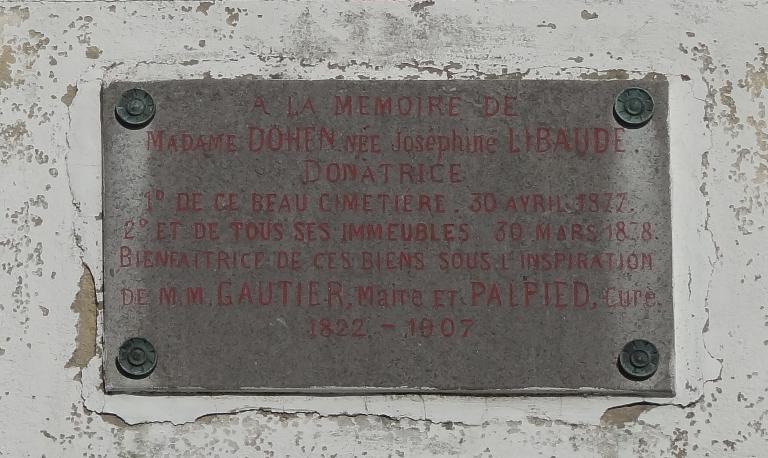 A LA MEMOIRE DE
MADAME DOHEN NÉE Joséphine LIBAUDE
DONATRICE
1° DE CE BEAU CIMETIÈRE. 30 AVRIL 1877.
2° ET DE TOUS SES IMMEUBLES. 30 MARS 1878.
BIENFAITRICE DE CES BIENS SOUS L'INSPIRATION
DE M.M. GAUTIER, Maire ET PALPIED, Curé.
1822 - 1907